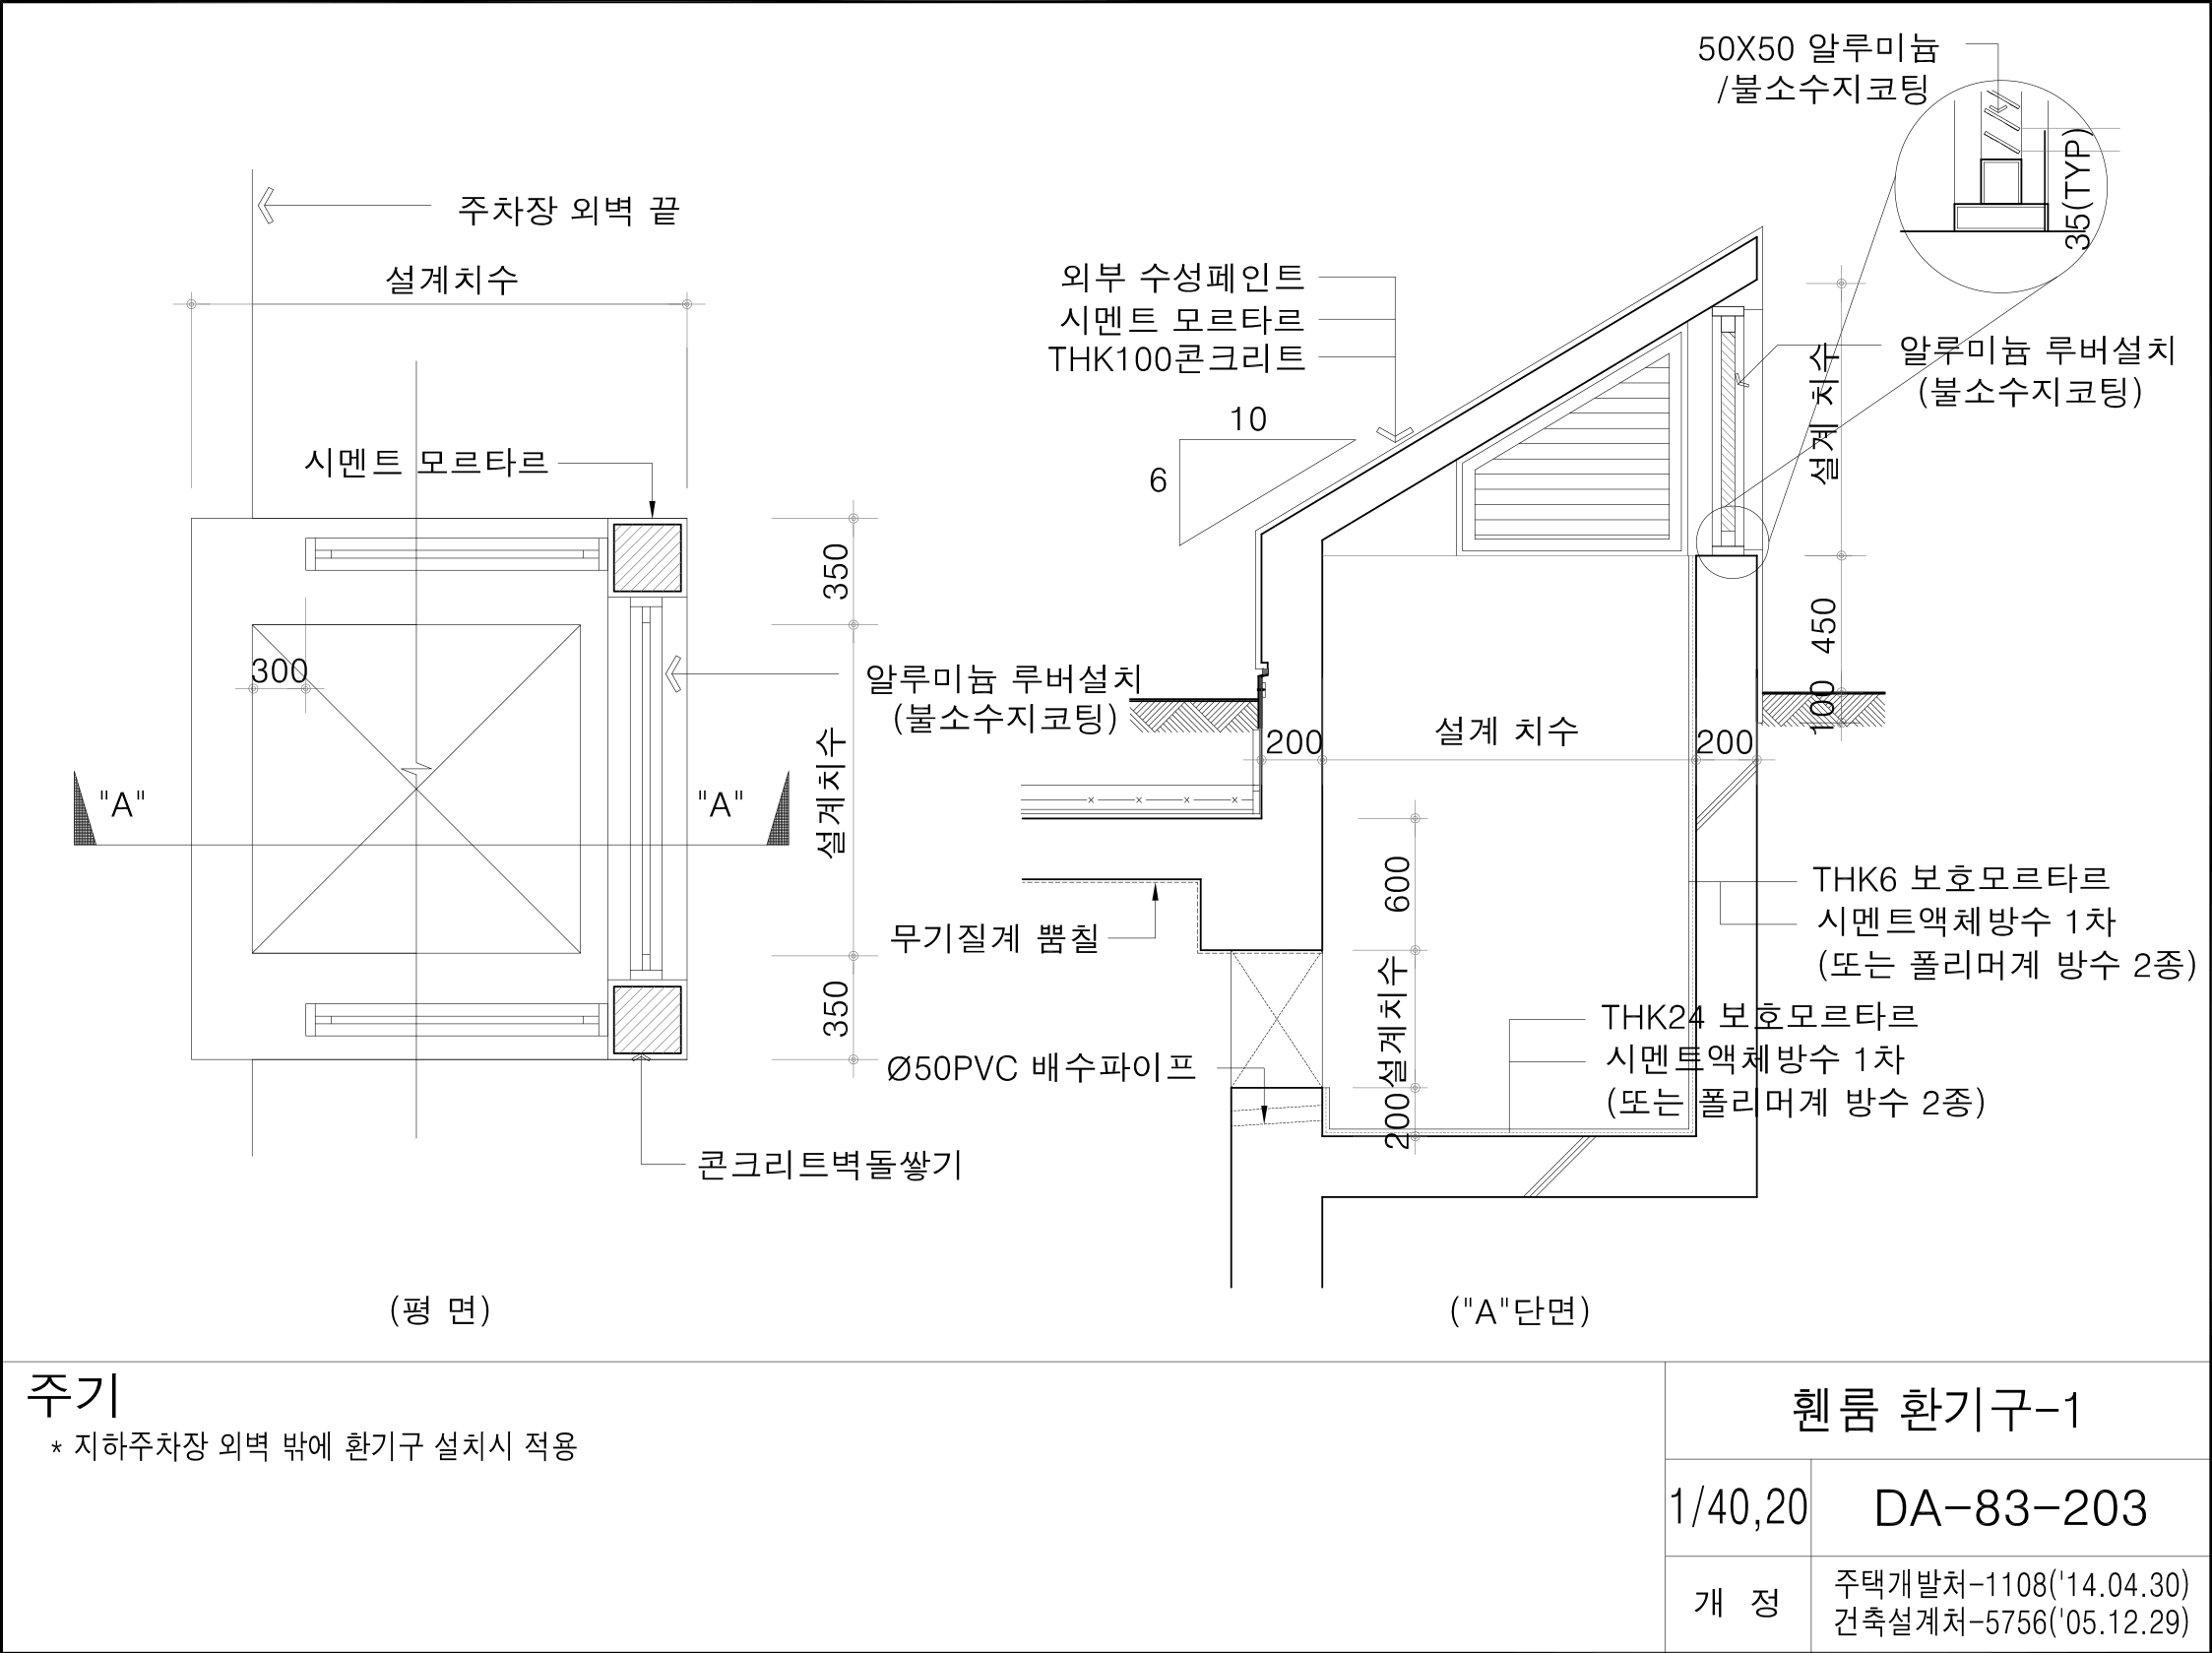 50X50 알루미늄
/불소수지코팅
35(TYP)
주차장 외벽 끝
설계치수
외부 수성페인트
시멘트 모르타르
THK100콘크리트
10
6
알루미늄 루버설치
(불소수지코팅)
설계 치수
시멘트 모르타르
350
300
알루미늄 루버설치
(불소수지코팅)
450
100
200
설계 치수
200
"A"
"A"
설계치수
600
THK6 보호모르타르
시멘트액체방수 1차
(또는 폴리머계 방수 2종)
무기질계 뿜칠
350
설계치수
THK24 보호모르타르
시멘트액체방수 1차
(또는 폴리머계 방수 2종)
Ø50PVC 배수파이프
200
콘크리트벽돌쌓기
(평 면)
("A"단면)
주기
* 지하주차장 외벽 밖에 환기구 설치시 적용
휀룸 환기구-1
1/40,20
DA-83-203
개 정
주택개발처-1108('14.04.30)
건축설계처-5756('05.12.29)